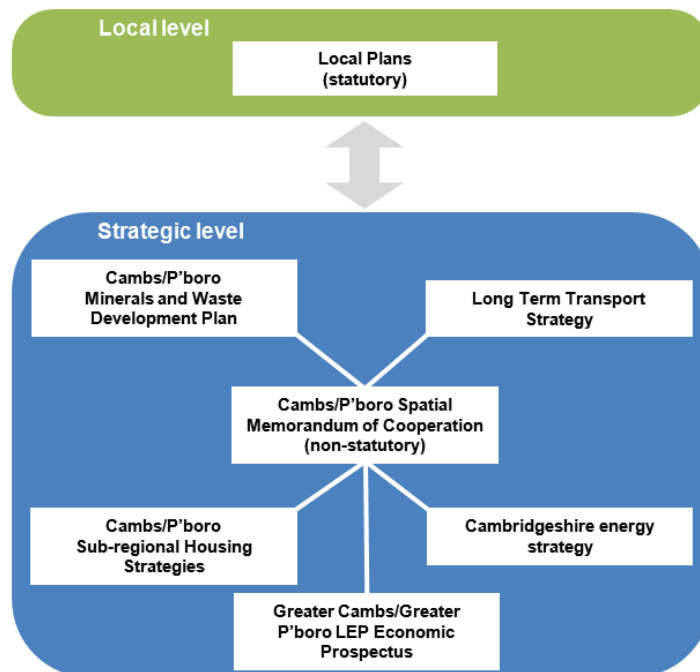 Local level
Local Plans
(statutory)
Strategic level
Cambs/P'boro
Minerals and Waste
Development Plan
Long Term Transport
Strategy
Cambs/P'boro Spatial
Memorandum of Cooperation
(non-statutory)
Cambs/P'boro
Sub-regional Housing
Strategies
Cambridgeshire energy
strategy
Greater Cambs/Greater
P'boro LEP Economic
Prospectus